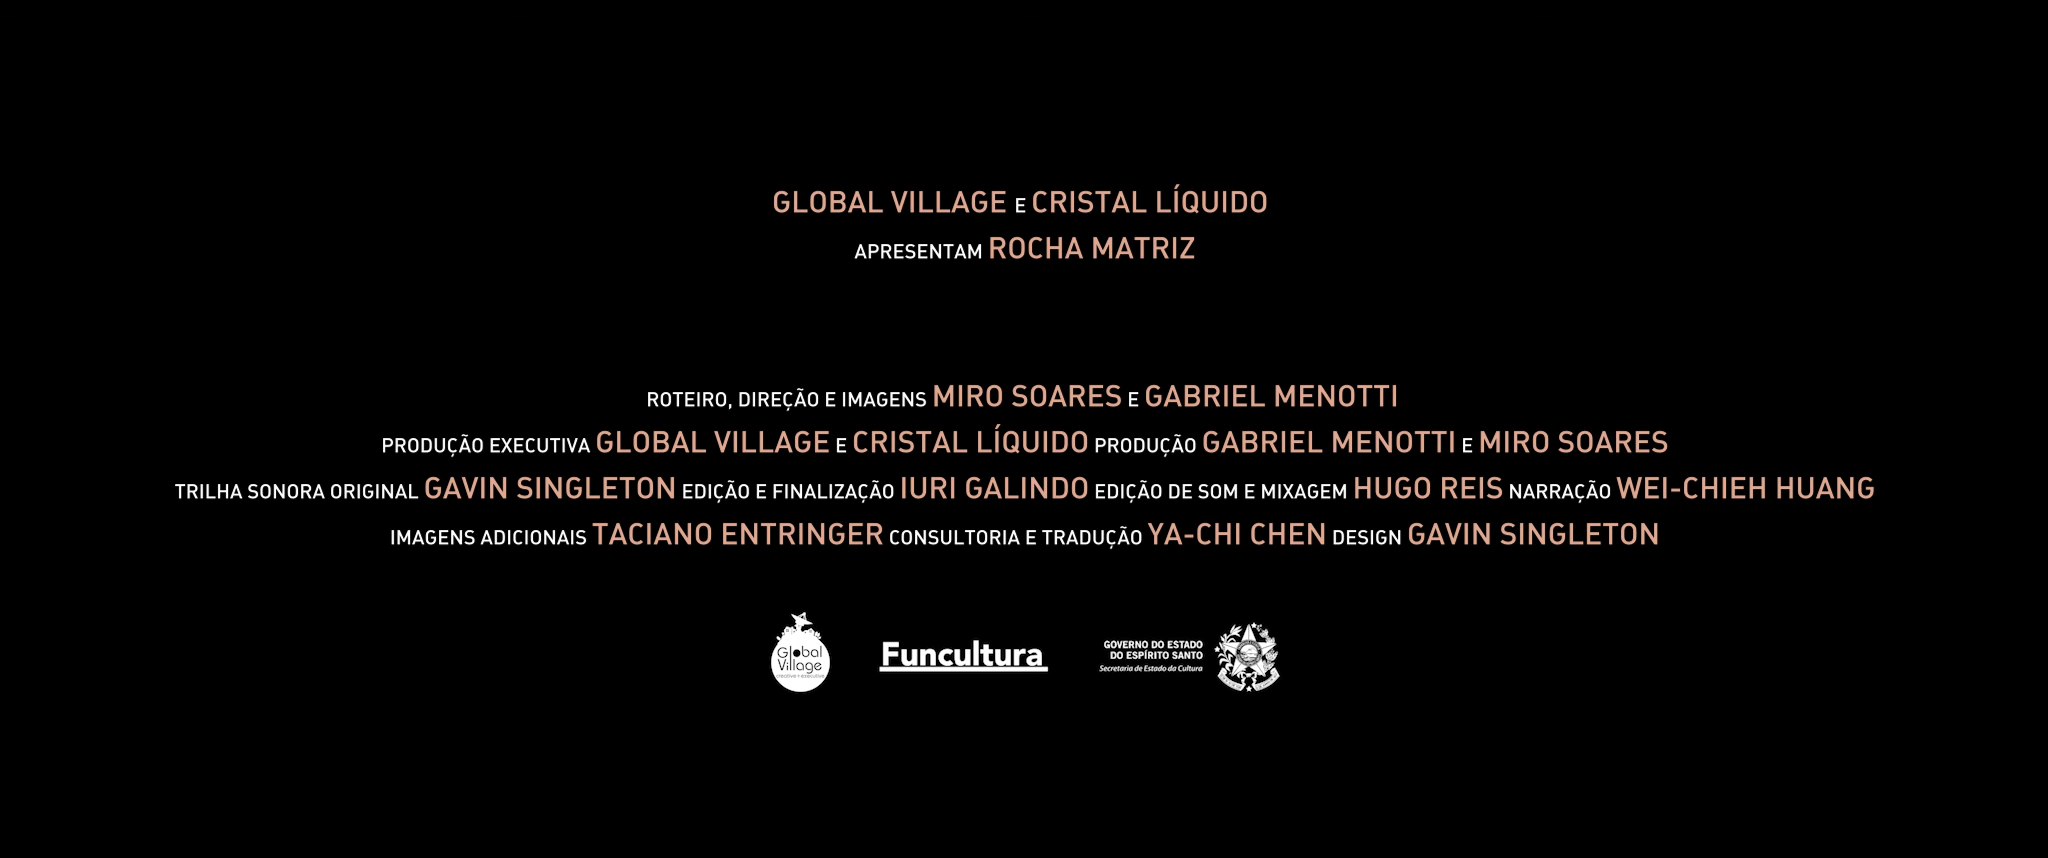 GLOBAL VILLAGE E CRISTAL LÍQUIDO
APRESENTAM ROCHA MATRIZ
ROTEIRO, DIREÇÃO E IMAGENS MIRO SOARES E GABRIEL MENOTTI
PRODUÇÃO EXECUTIVA GLOBAL VILLAGE E CRISTAL LÍQUIDO PRODUÇÃO GABRIEL MENOTTI E MIRO SOARES
TRILHA SONORA ORIGINAL GAVIN SINGLETON EDIÇÃO E FINALIZAÇÃO IURI GALINDO EDIÇÃO DE SOM E MIXAGEM HUGO REIS NARRAÇÃO WEI-CHIEH HUANG
IMAGENS ADICIONAIS TACIANO ENTRINGER CONSULTORIA E TRADUÇÃO YA-CHI CHEN DESIGN GAVIN SINGLETON
Global
Village
creative + executive
Funcultura
GOVERNO DO ESTADO
DO ESPÍRITO SANTO
Secretaria de Estado da Cultura